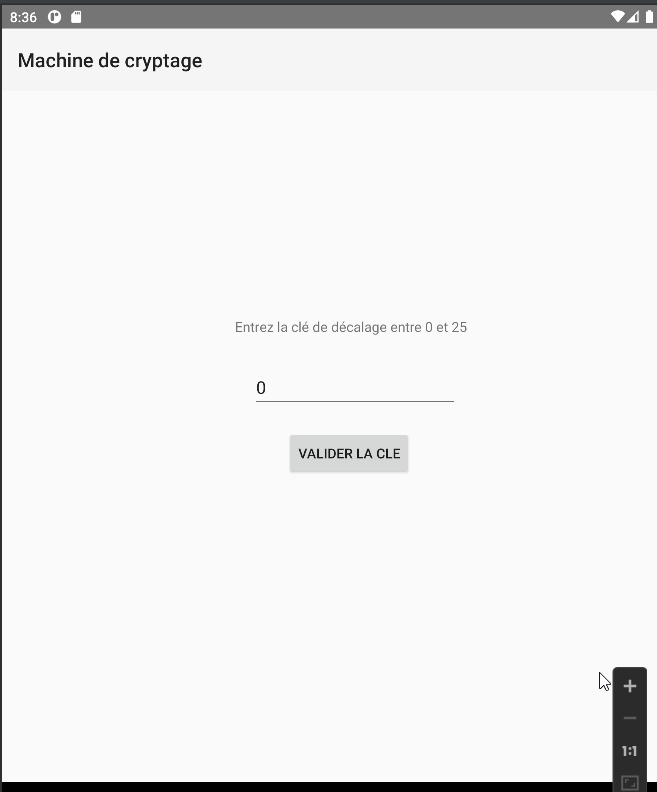 8:36
Machine de cryptage
Entrez la clé de décalage entre 0 et 25
0
VALIDER LA CLE
1:1